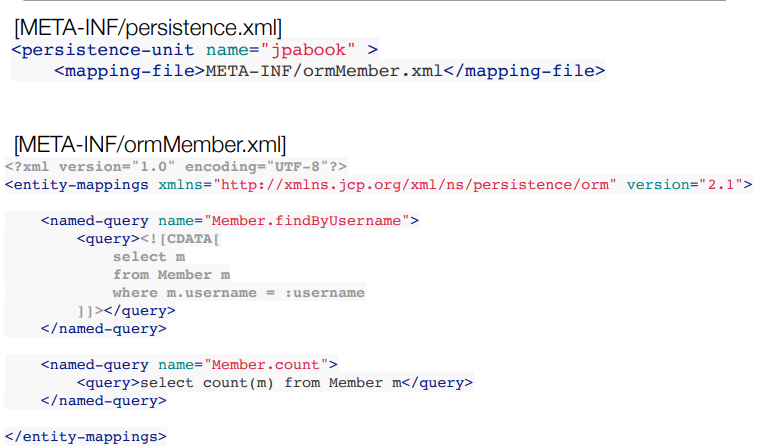 [META-INF/persistence.xml]
<persistence-unit name="jpabook" >
<mapping-file>META-INF/ormMember.xml</mapping-file>
[META-INF/ormMember.xml]
<?xml version="1.0" encoding="UTF-8"?>
<entity-mappings xmlns="http://xmlns.jcp.org/xml/ns/persistence/orm" version="2.1">
<named-query name="Member.findByUsername">
<query><![CDATA[
select m
from Member m
where m.username = :username
]]></query>
</named-query>
<named-query name="Member.count">
<query>select count(m) from Member m</query>
</named-query>
</entity-mappings>